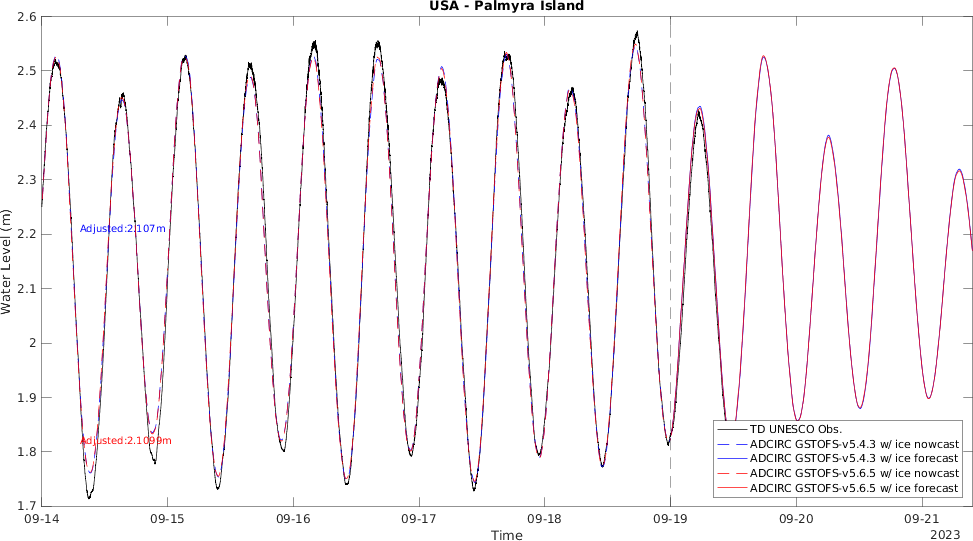 USA - Palmyra Island
2.6
2.5
2.4
2.3
2.2
2.1
2
1.9
1.8
1.7
Water Level (m)
Adjusted:2.107m
Adjusted:2.1099m
TD UNESCO Obs.
ADCIRC GSTOFS-v5.4.3 w/ ice nowcast
ADCIRC GSTOFS-v5.4.3 w/ ice forecast
ADCIRC GSTOFS-v5.6.5 w/ ice nowcast
ADCIRC GSTOFS-v5.6.5 w/ ice forecast
09-14 09-15 09-16 09-17 09-18 09-19 09-20 09-21
Time
2023